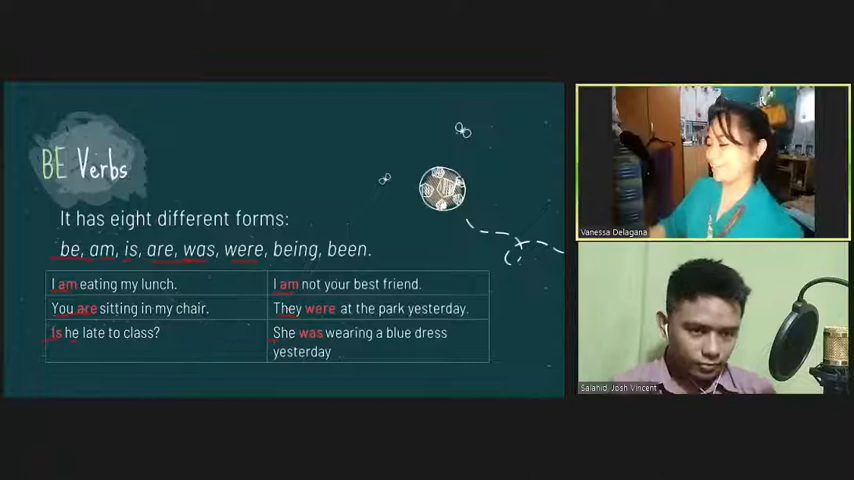 BE Verbs
It has eight different forms:
be, am, is, are, was, were, being, been.
I am eating my lunch.
I am not your best friend.
You are sitting in my chair.
They were at the park yesterday.
Is he late to class?
She was wearing a blue dress
yesterday
Vanessa Delagana
Salahid, Josh Vincent